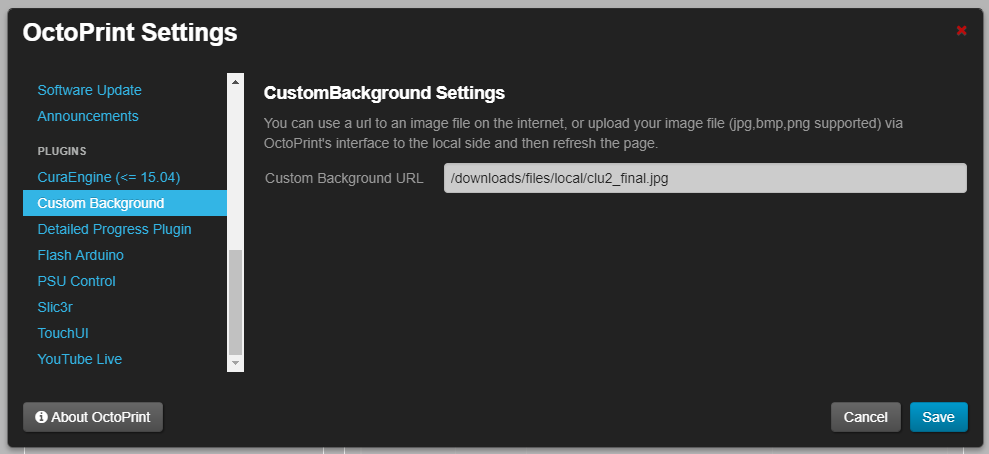 OctoPrint Settings
Software Update
Announcements
PLUGINS
CuraEngine (<= 15.04)
Custom Background
Detailed Progress Plugin
Flash Arduino
PSU Control
Slic3r
TouchUI
YouTube Live
CustomBackground Settings
You can use a url to an image file on the internet, or upload your image file (jpg,bmp,png supported) via
OctoPrint's interface to the local side and then refresh the page.
Custom Background URL /downloads/files/local/clu2_final.jpg
About OctoPrint
Cancel Save